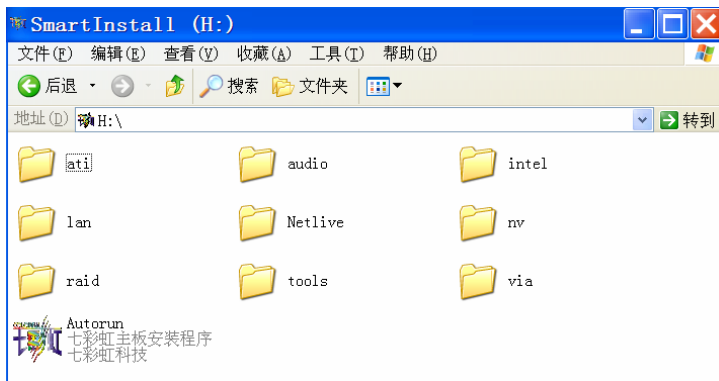 SmartInstall (H:)
文件(F) 编辑(E) 查看(V) 收藏(A) 工具(T) 帮助(H)
后退 搜索 文件夹
地址(D) H:\ 转到
ati audio intel
lan Netlive nv
raid tools via
Autorun
七彩虹主板安装程序
七彩虹科技